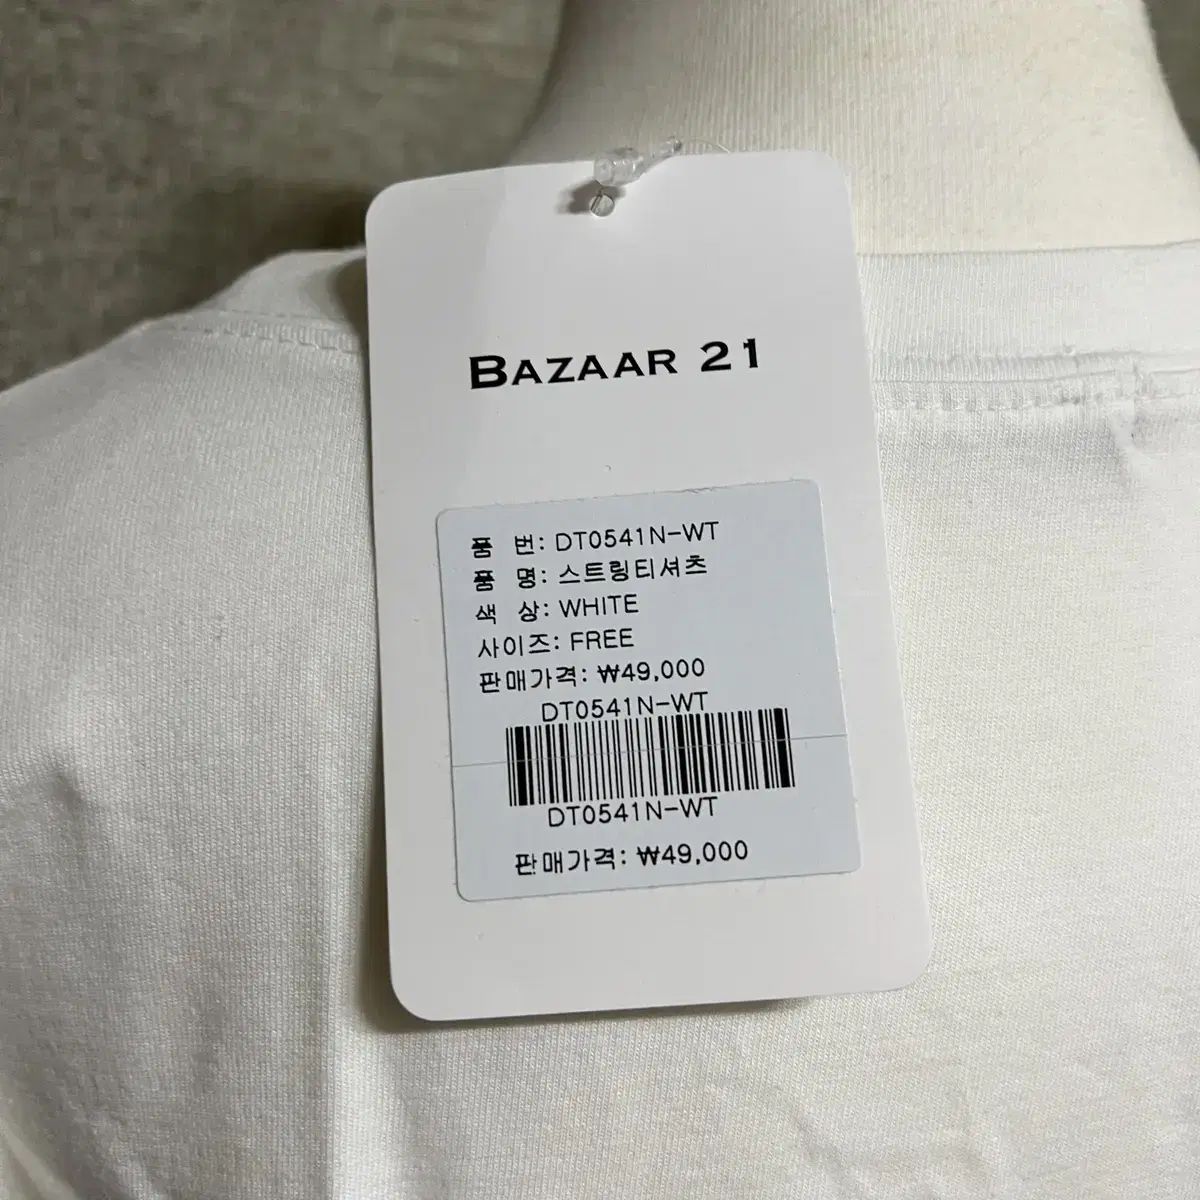 BAZAAR 21
품 번: DT0541N-WT
품 명: 스트링티셔츠
색 상: WHITE
사이즈: FREE
판매가격: ₩49,000
DT0541N-WT
DT0541N-WT
판매가격: ₩49,000